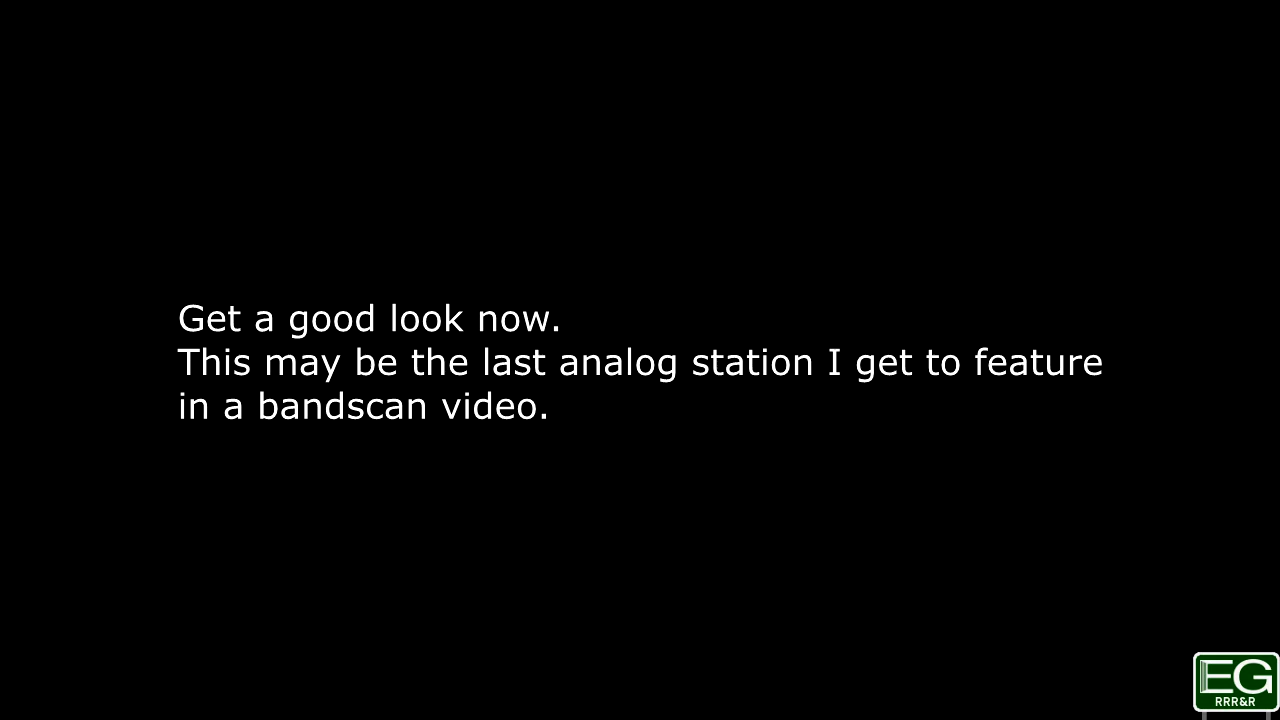 Get a good look now.
This may be the last analog station I get to feature
in a bandscan video.
EG
RRR&R